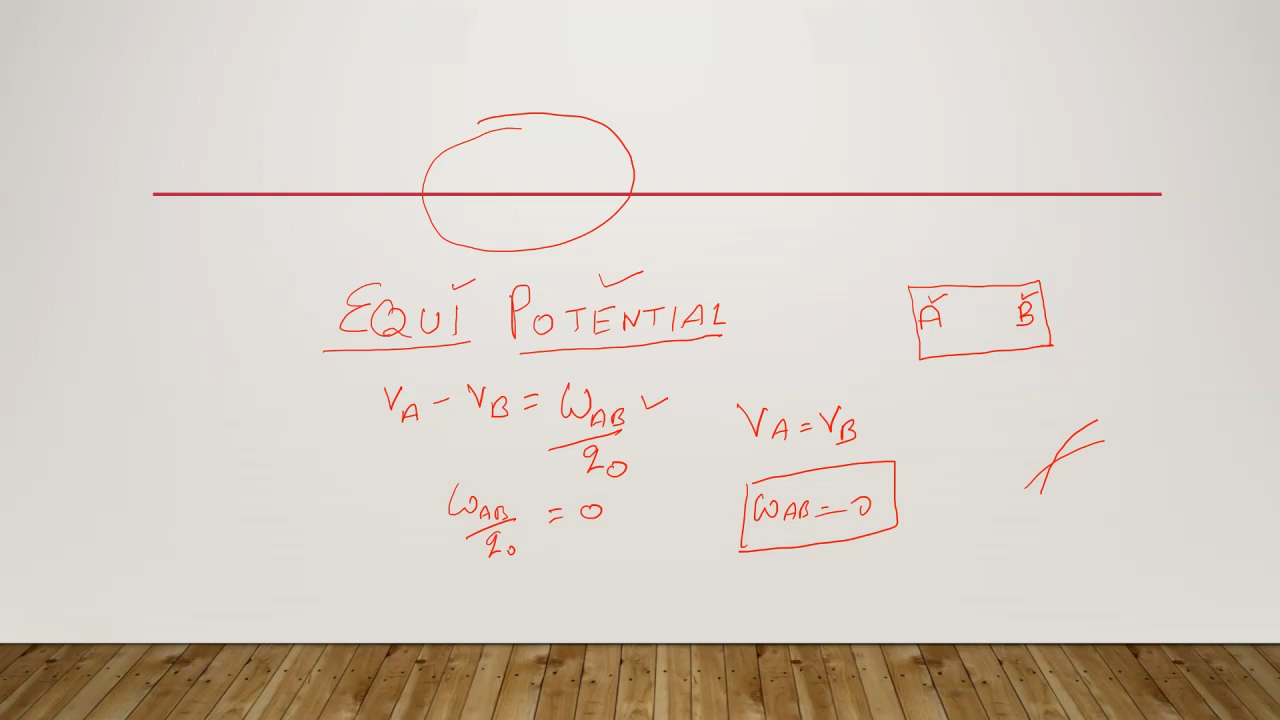 EQUI POTENTIAL
A B
VA - VB = WAB/q0
VA = VB
WAB/q0 = 0
WAB = 0